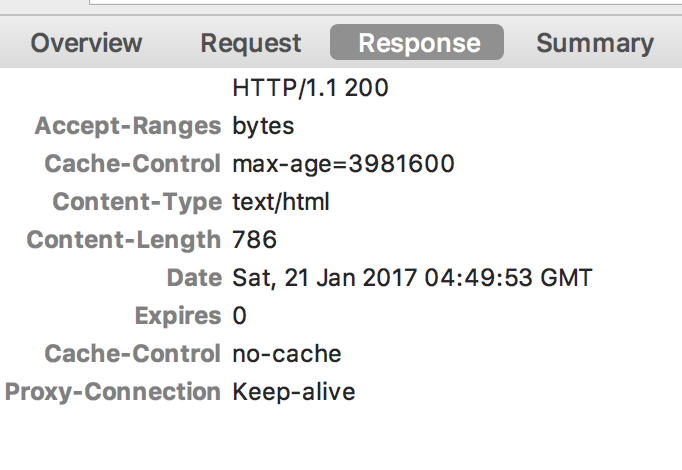 Overview Request Response Summary
HTTP/1.1 200
Accept-Ranges bytes
Cache-Control max-age=3981600
Content-Type text/html
Content-Length 786
Date Sat, 21 Jan 2017 04:49:53 GMT
Expires 0
Cache-Control no-cache
Proxy-Connection Keep-alive